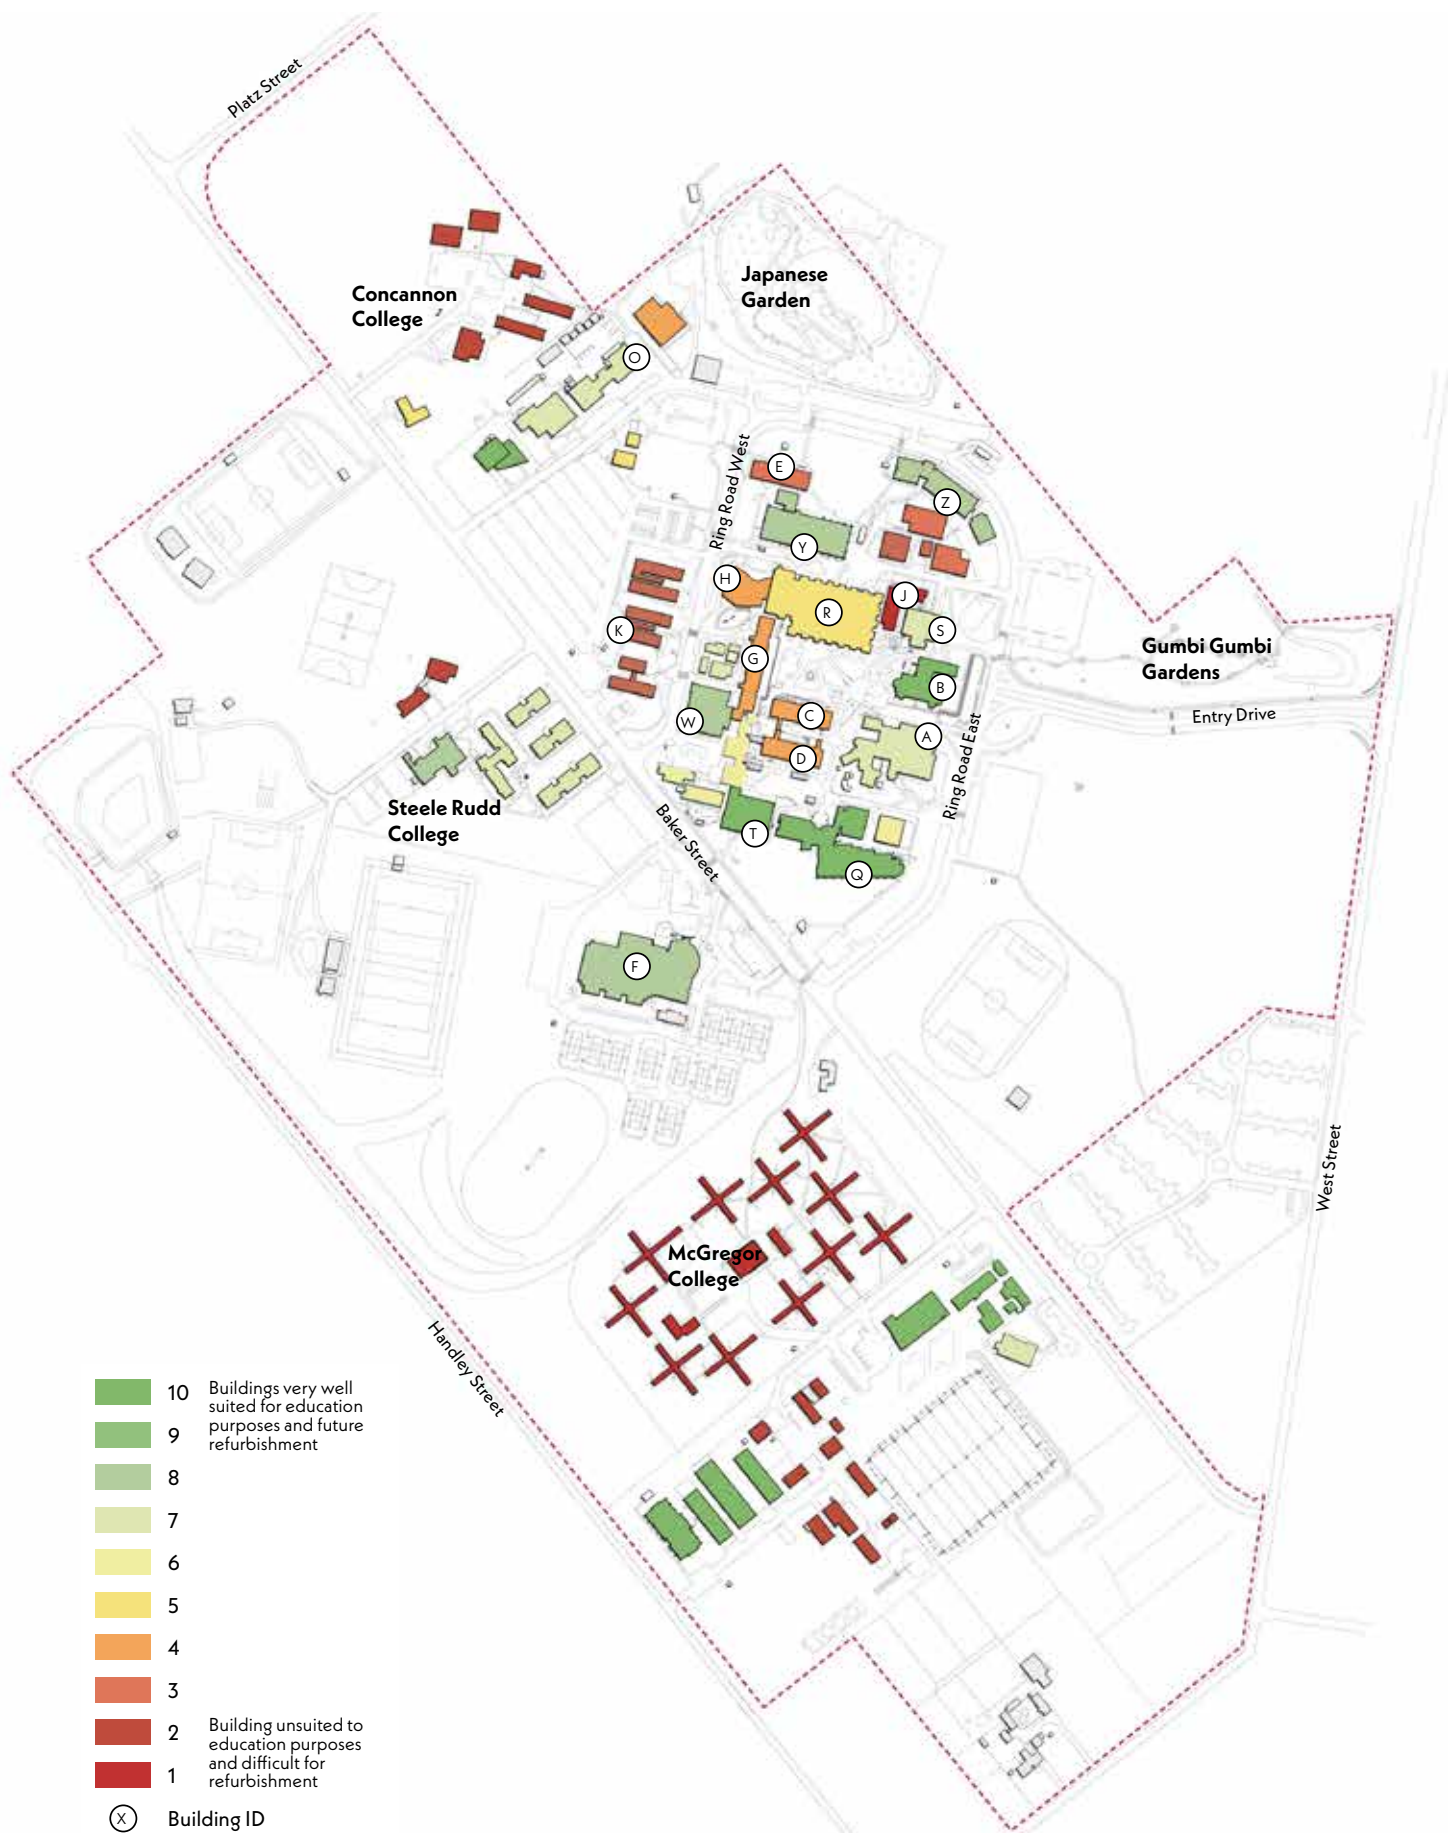 Platz Street
Japanese
Garden
Concannon
College
O
Ring Road West
E
Z
Y
H
J
R
S
K
G
Gumbi Gumbi
Gardens
B
C
W
Entry Drive
A
D
Ring Road East
Steele Rudd
College
T
Baker Street
Q
F
West Street
McGregor
College
Handley Street
10 Buildings very well
suited for education
9 purposes and future
refurbishment
8
7
6
5
4
3
2 Building unsuited to
education purposes
1 and difficult for
refurbishment
X Building ID